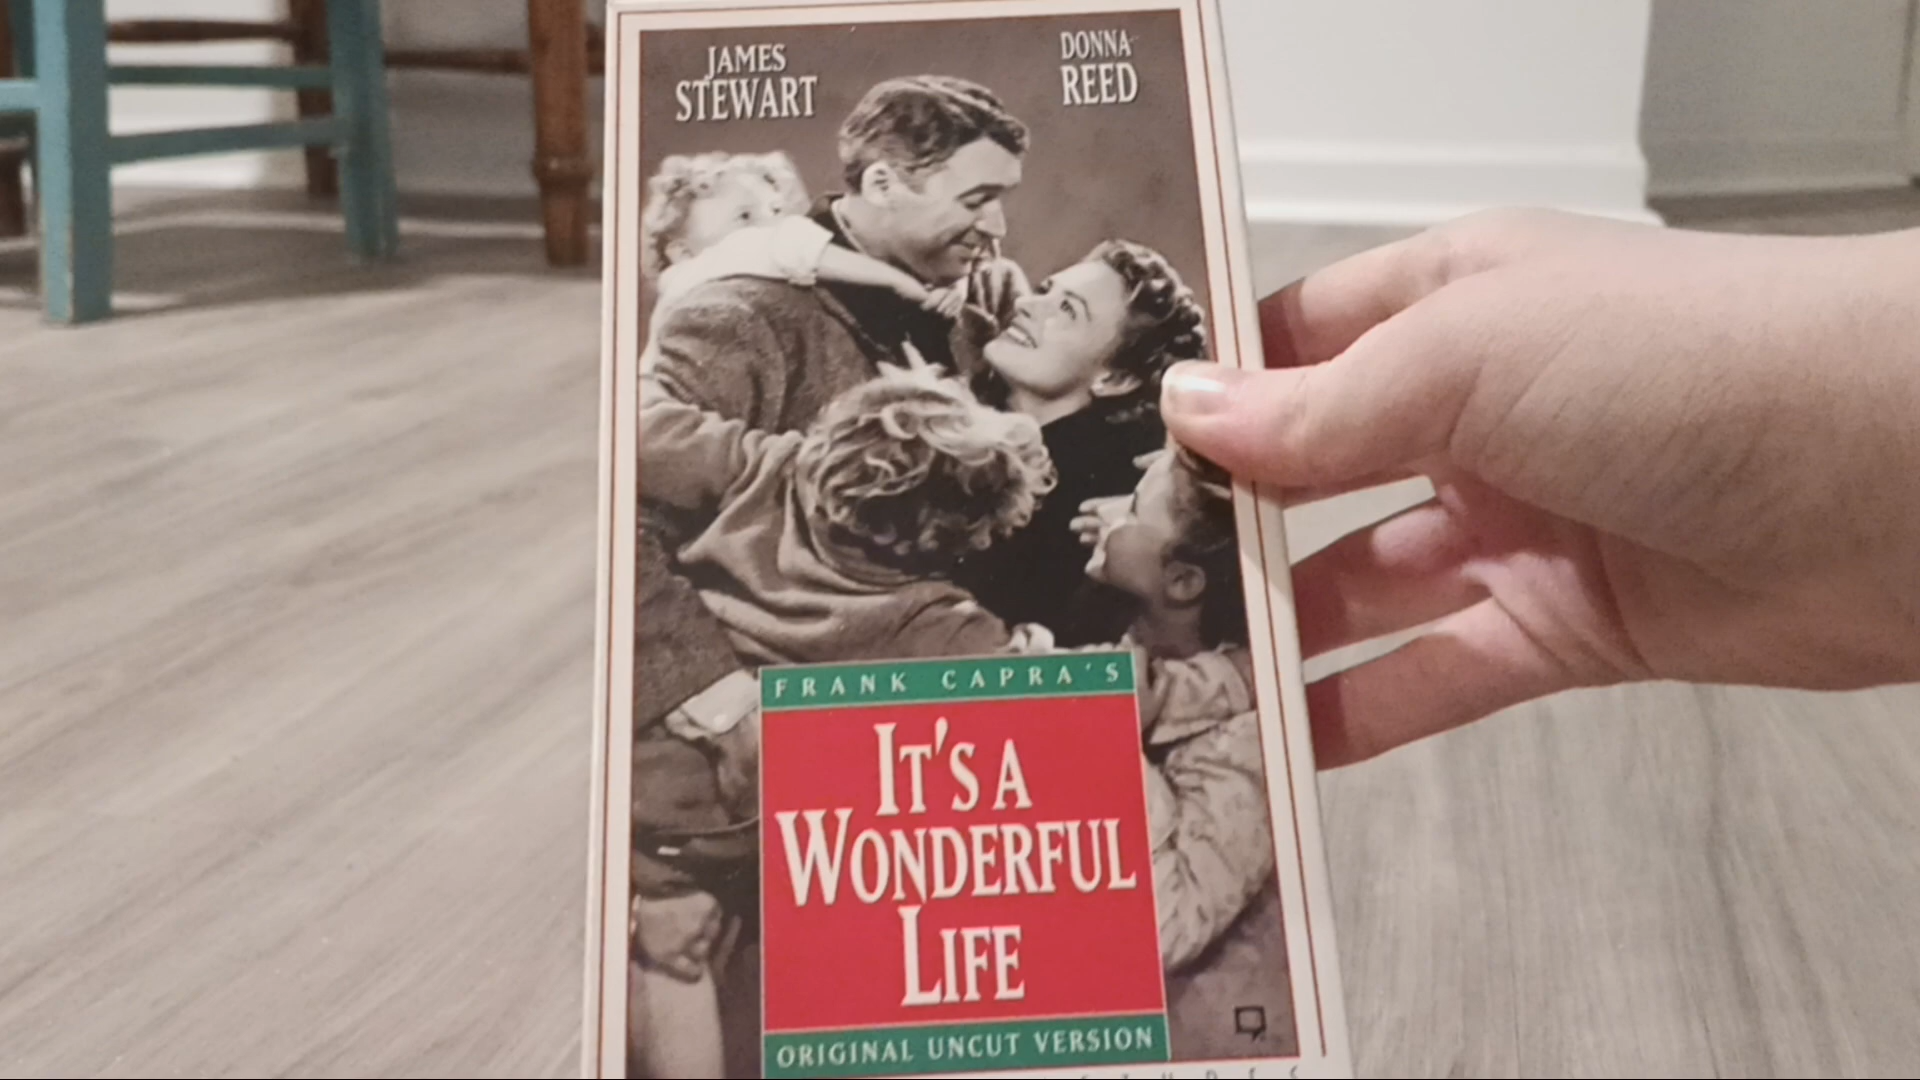 JAMES
STEWART
DONNA
REED
FRANK CAPRA'S
IT'S A
WONDERFUL
LIFE
ORIGINAL UNCUT VERSION